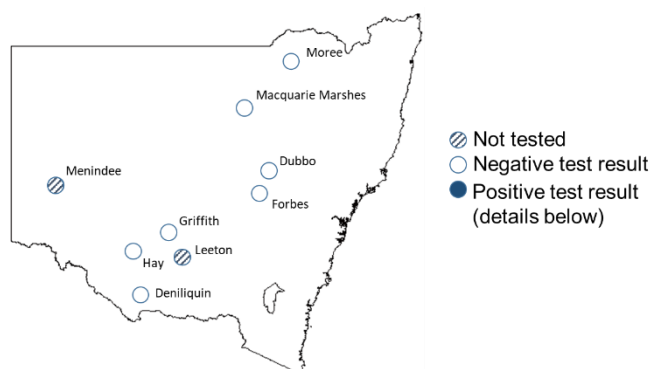 Moree
Macquarie Marshes
Menindee
Dubbo
Forbes
Griffith
Hay
Leeton
Deniliquin
Not tested
Negative test result
Positive test result
(details below)